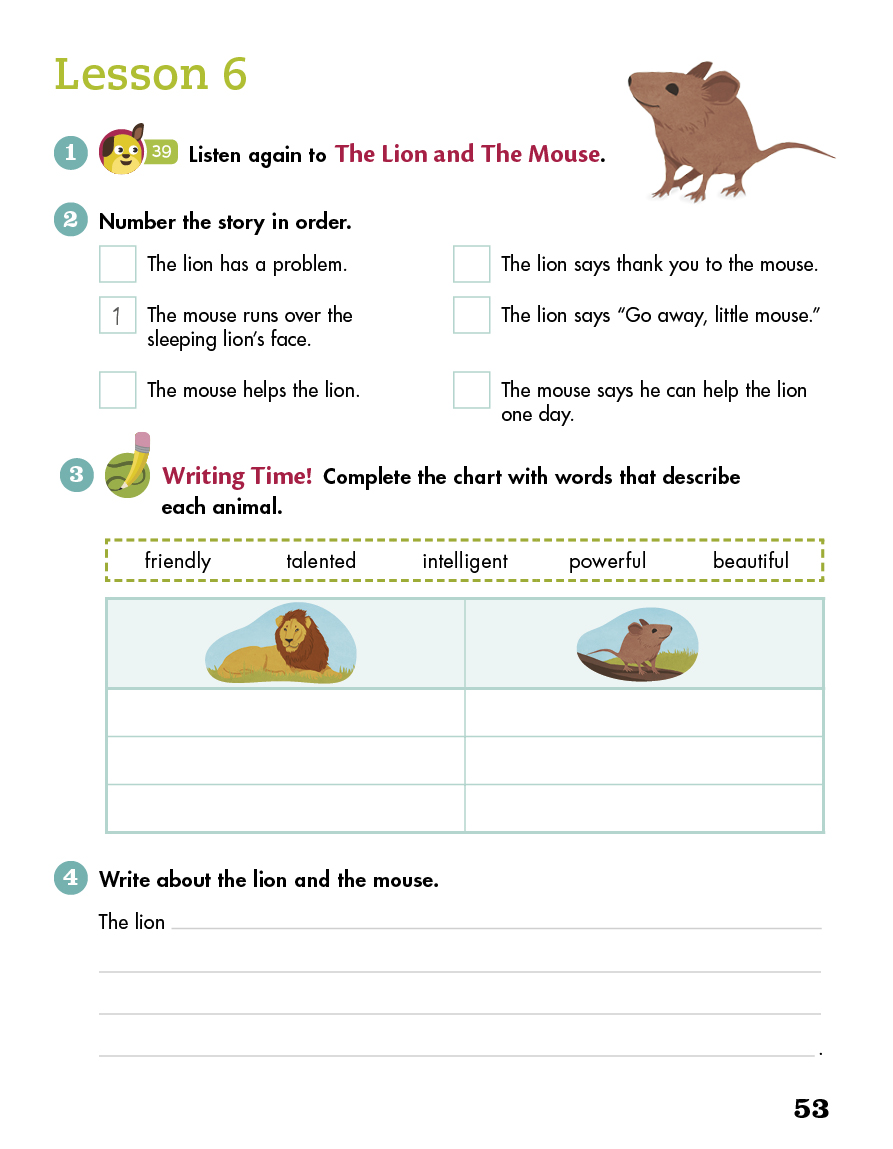 Lesson 6
1 39 Listen again to The Lion and The Mouse.
2 Number the story in order.
The lion has a problem.
1 The mouse runs over the
sleeping lion's face.
The mouse helps the lion.
The lion says thank you to the mouse.
The lion says “Go away, little mouse.”
The mouse says he can help the lion
one day.
3 Writing Time! Complete the chart with words that describe
each animal.
friendly talented intelligent powerful beautiful
4 Write about the lion and the mouse.
The lion
.
53